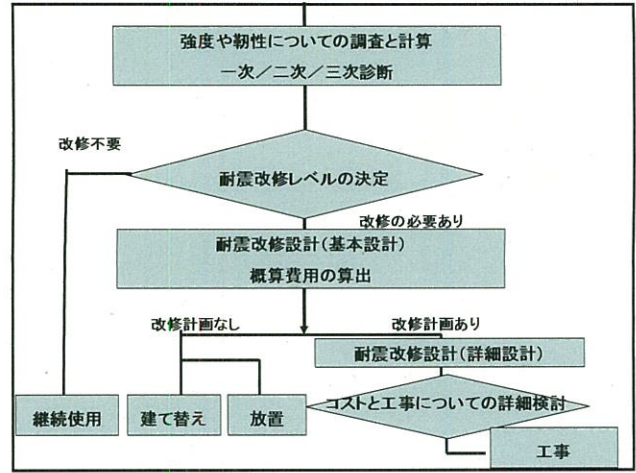 強度や靭性についての調査と計算
一次／二次／三次診断
改修不要
耐震改修レベルの決定
改修の必要あり
耐震改修設計(基本設計)
概算費用の算出
改修計画なし
改修計画あり
耐震改修設計(詳細設計)
コストと工事についての詳細検討
継続使用
建て替え
放置
工事